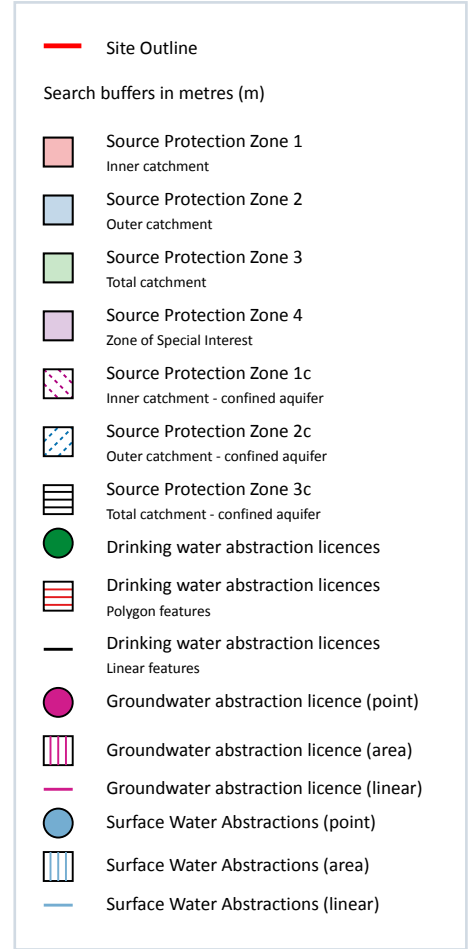 Site Outline
Search buffers in metres (m)
Source Protection Zone 1
Inner catchment
Source Protection Zone 2
Outer catchment
Source Protection Zone 3
Total catchment
Source Protection Zone 4
Zone of Special Interest
Source Protection Zone 1c
Inner catchment - confined aquifer
Source Protection Zone 2c
Outer catchment - confined aquifer
Source Protection Zone 3c
Total catchment - confined aquifer
Drinking water abstraction licences
Drinking water abstraction licences
Polygon features
Drinking water abstraction licences
Linear features
Groundwater abstraction licence (point)
Groundwater abstraction licence (area)
Groundwater abstraction licence (linear)
Surface Water Abstractions (point)
Surface Water Abstractions (area)
Surface Water Abstractions (linear)